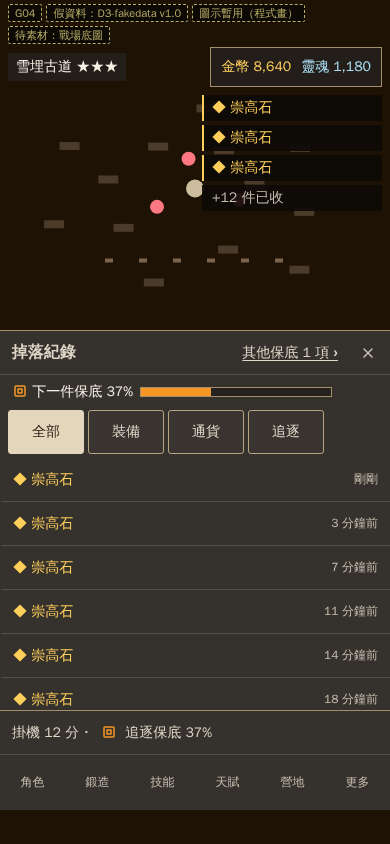 G04 假資料：D3-fakedata v1.0 圖示暫用（程式畫）
待素材：戰場底圖
雪埋古道 ★★★
金幣 8,640 靈魂 1,180
崇高石
崇高石
崇高石
+12 件已收
掉落紀錄
其他保底 1 項 ›
×
下一件保底 37%
全部 裝備 通貨 追逐
崇高石 剛剛
崇高石 3 分鐘前
崇高石 7 分鐘前
崇高石 11 分鐘前
崇高石 14 分鐘前
崇高石 18 分鐘前
掛機 12 分· 追逐保底 37%
角色 鍛造 技能 天賦 營地 更多